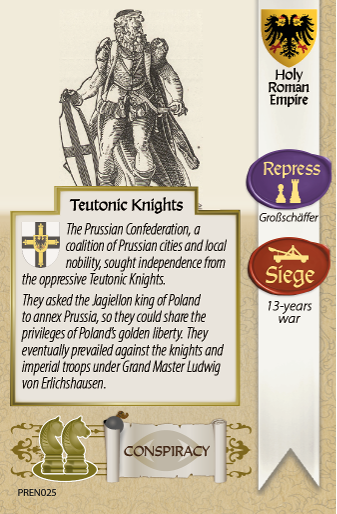 Holy
Roman
Empire
Repress
Großschäffer
Siege
13-years
war
Teutonic Knights
The Prussian Confederation, a
coalition of Prussian cities and local
nobility, sought independence from
the oppressive Teutonic Knights.
They asked the Jagiellon king of Poland
to annex Prussia, so they could share the
privileges of Poland's golden liberty. They
eventually prevailed against the knights and
imperial troops under Grand Master Ludwig
von Erlichshausen.
CONSPIRACY
PREN025